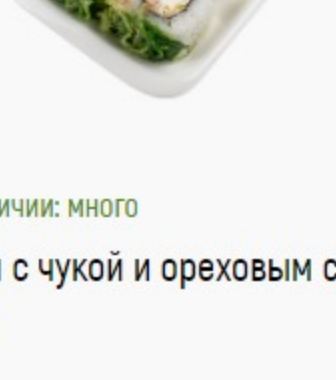 ичии: много
с чукой и ореховым с